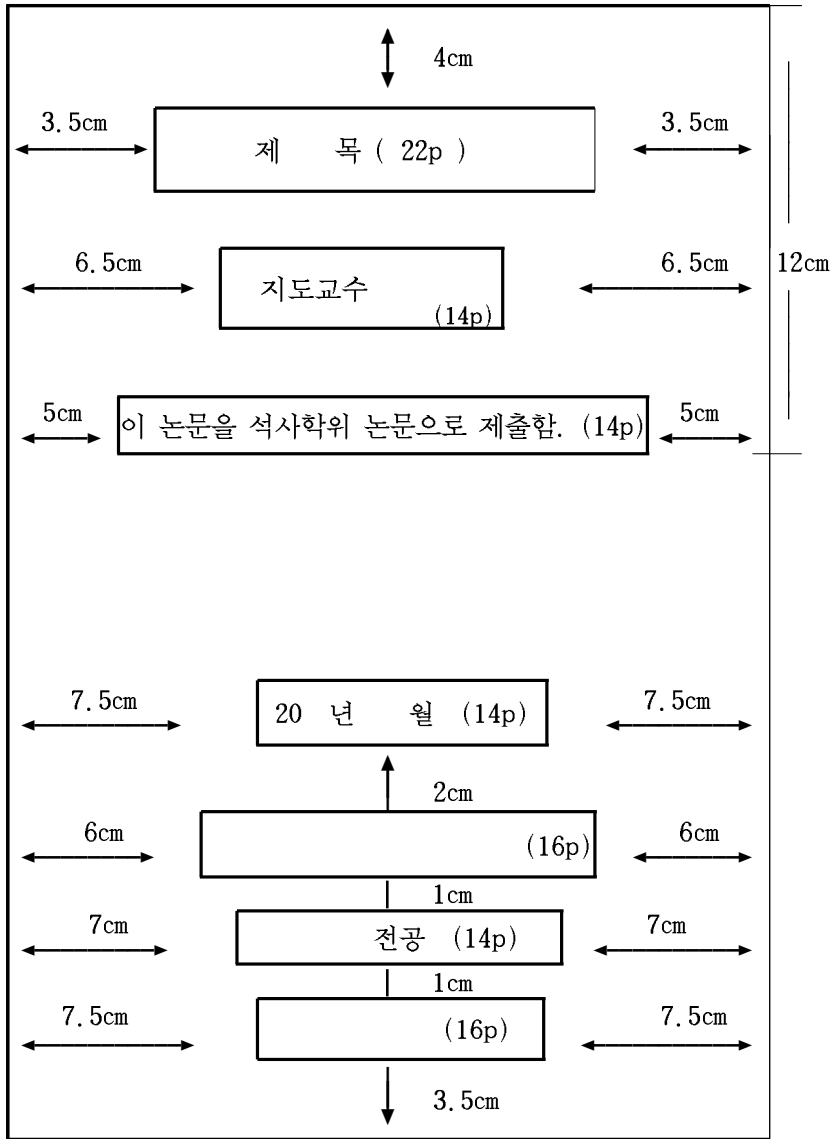 4cm
3.5cm 3.5cm
제 목 ( 22p )
6.5cm 6.5cm 12cm
지도교수
(14p)
5cm 이 논문을 석사학위 논문으로 제출함. (14p) 5cm
7.5cm 7.5cm
20 년 월 (14p)
2cm
6cm (16p) 6cm
1cm
7cm 전공 (14p) 7cm
1cm
7.5cm (16p) 7.5cm
3.5cm